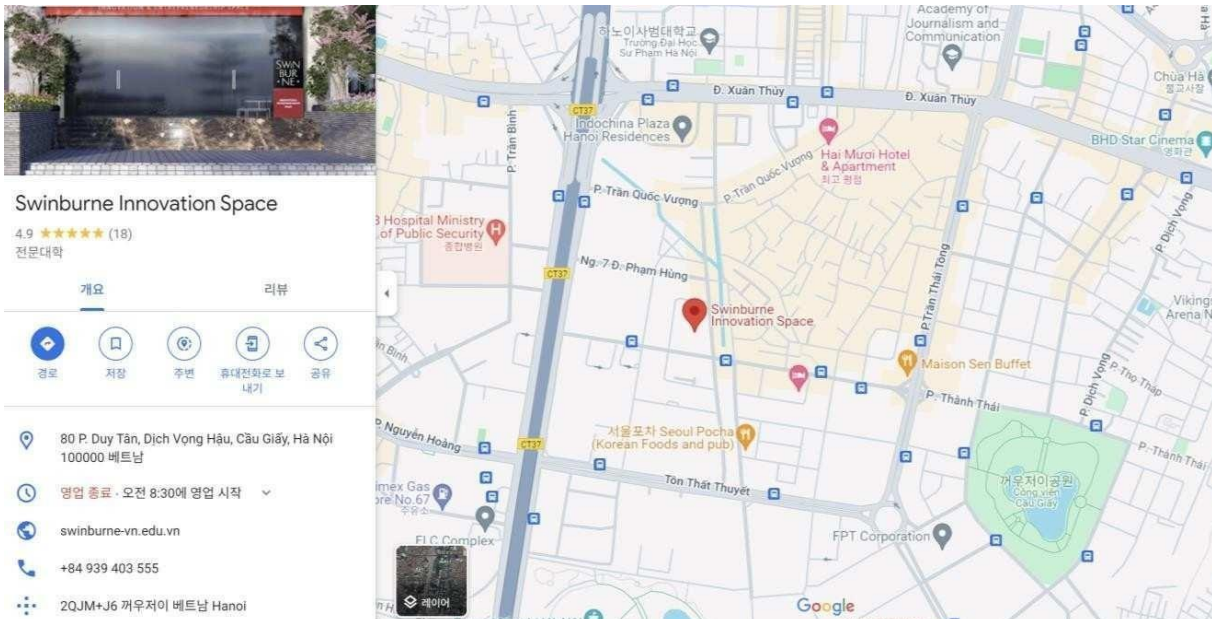 SWIN
BUR
NE
Swinburne Innovation Space
4.9 ★★★★★ (18)
전문대학
개요
리뷰
경로
저장
주변
휴대전화로 보
내기
공유
80 P. Duy Tân, Dịch Vọng Hậu, Cầu Giấy, Hà Nội
100000 베트남
영업 종료 · 오전 8:30에 영업 시작
swinburne-vn.edu.vn
+84 939 403 555
2QJM+J6 꺼우저이 베트남 Hanoi
하노이사범대학교
Trường Đại Học
Sư Phạm Hà Nội
Academy of
Journalism and
Communication
Chùa Hà
불교사찰
Đ. Xuân Thủy
Đ. Xuân Thủy
CT37
P. Trần Bình
Indochina Plaza
Hanoi Residences
BHD Star Cinema
영화관
Hai Mươi Hotel
& Apartment
최고 평점
P. Trần Quốc Vượng
P. Trần Quốc Vượng
P. Dịch Vọng
Hospital Ministry
of Public Security
종합병원
Ng. 7 Đ. Phạm Hùng
CT37
P. Trần Thái Tông
Swinburne
Innovation Space
Viking
Arena N
Maison Sen Buffet
P. Thọ Tháp
P. Dịch Vọng
P. Thành Thái
P. Nguyễn Hoàng
CT37
서울포차 Seoul Pocha
(Korean Foods and pub)
P. Thành Thái
Tôn Thất Thuyết
꺼우저이공원
Công viên
Cầu Giấy
imex Gas
re No.67
주유소
FLC Complex
FPT Corporation
레이어
Google